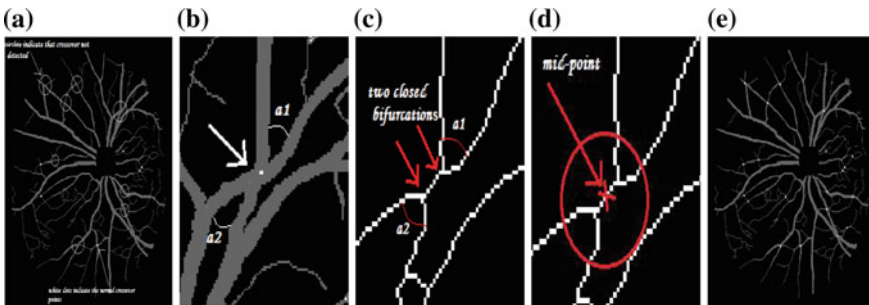 (a)
(b)
(c)
(d)
(e)
circles indicate that crossover not
detected
white dots indicate the normal crossover
point
a1
a2
two closed
bifurcations
a1
a2
mid-point